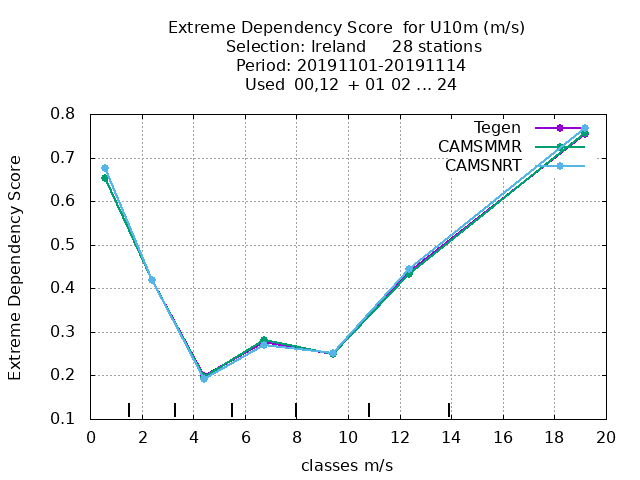 Extreme Dependency Score  for U10m (m/s)
Selection: Ireland     28 stations
Period: 20191101-20191114
Used  00,12  + 01 02 ... 24
Extreme Dependency Score
0.8
0.7
0.6
0.5
0.4
0.3
0.2
0.1
Tegen
CAMSMMR
CAMSNRT
0 2 4 6 8 10 12 14 16 18 20
classes m/s